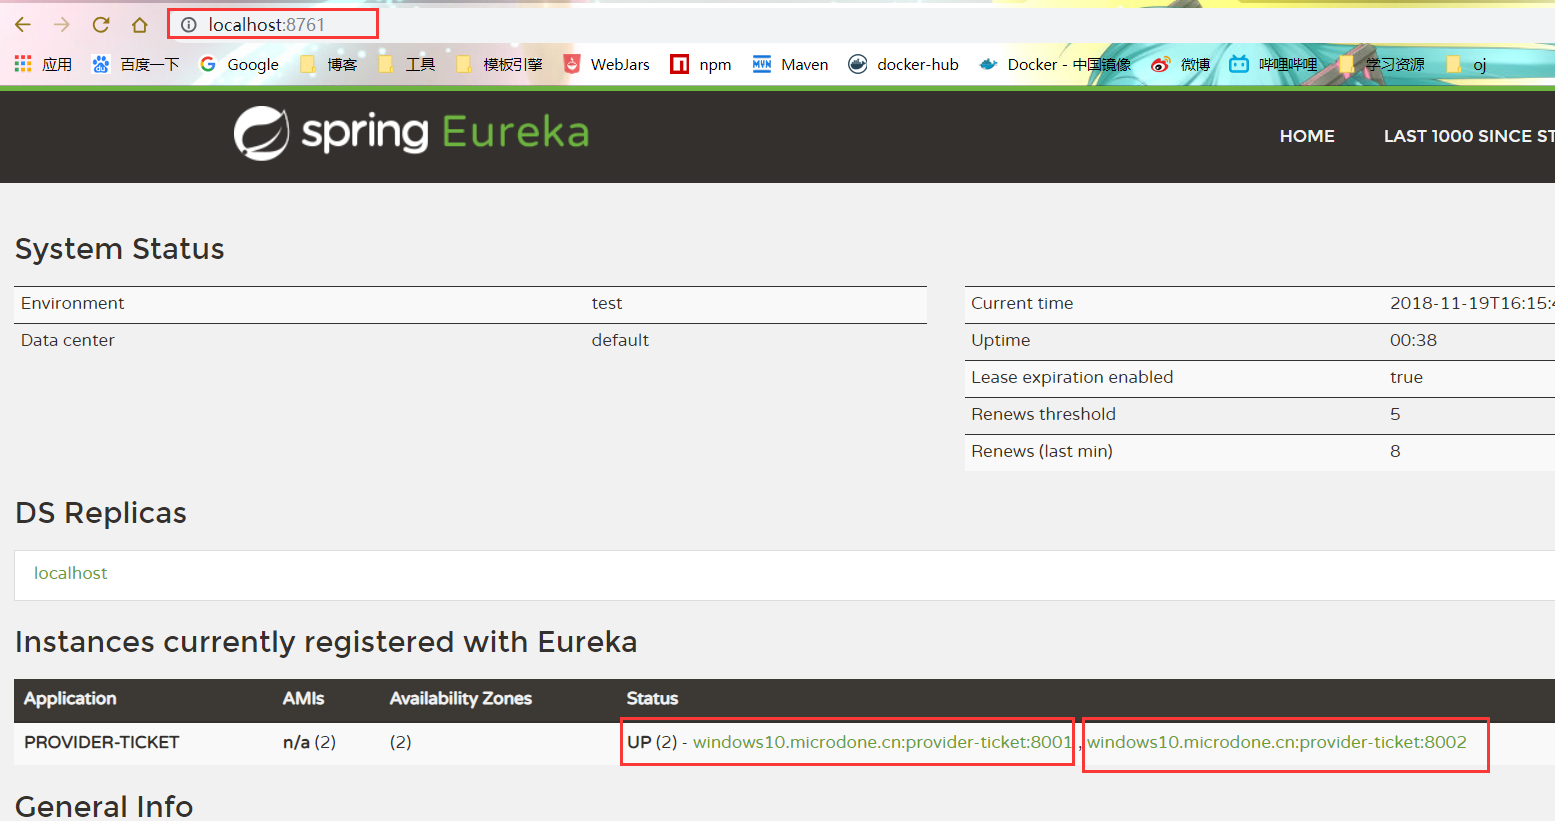 localhost:8761
应用 百度一下 Google 博客 工具 模板引擎 WebJars npm Maven docker-hub Docker - 中国镜像 微博 哔哩哔哩 学习资源 oj
spring Eureka
HOME LAST 1000 SINCE ST
System Status
Environment test
Data center default
Current time 2018-11-19T16:15:4
Uptime 00:38
Lease expiration enabled true
Renews threshold 5
Renews (last min) 8
DS Replicas
localhost
Instances currently registered with Eureka
Application AMIs Availability Zones Status
PROVIDER-TICKET n/a (2) (2) UP (2) - windows10.microdone.cn:provider-ticket:8001 , windows10.microdone.cn:provider-ticket:8002
General Info